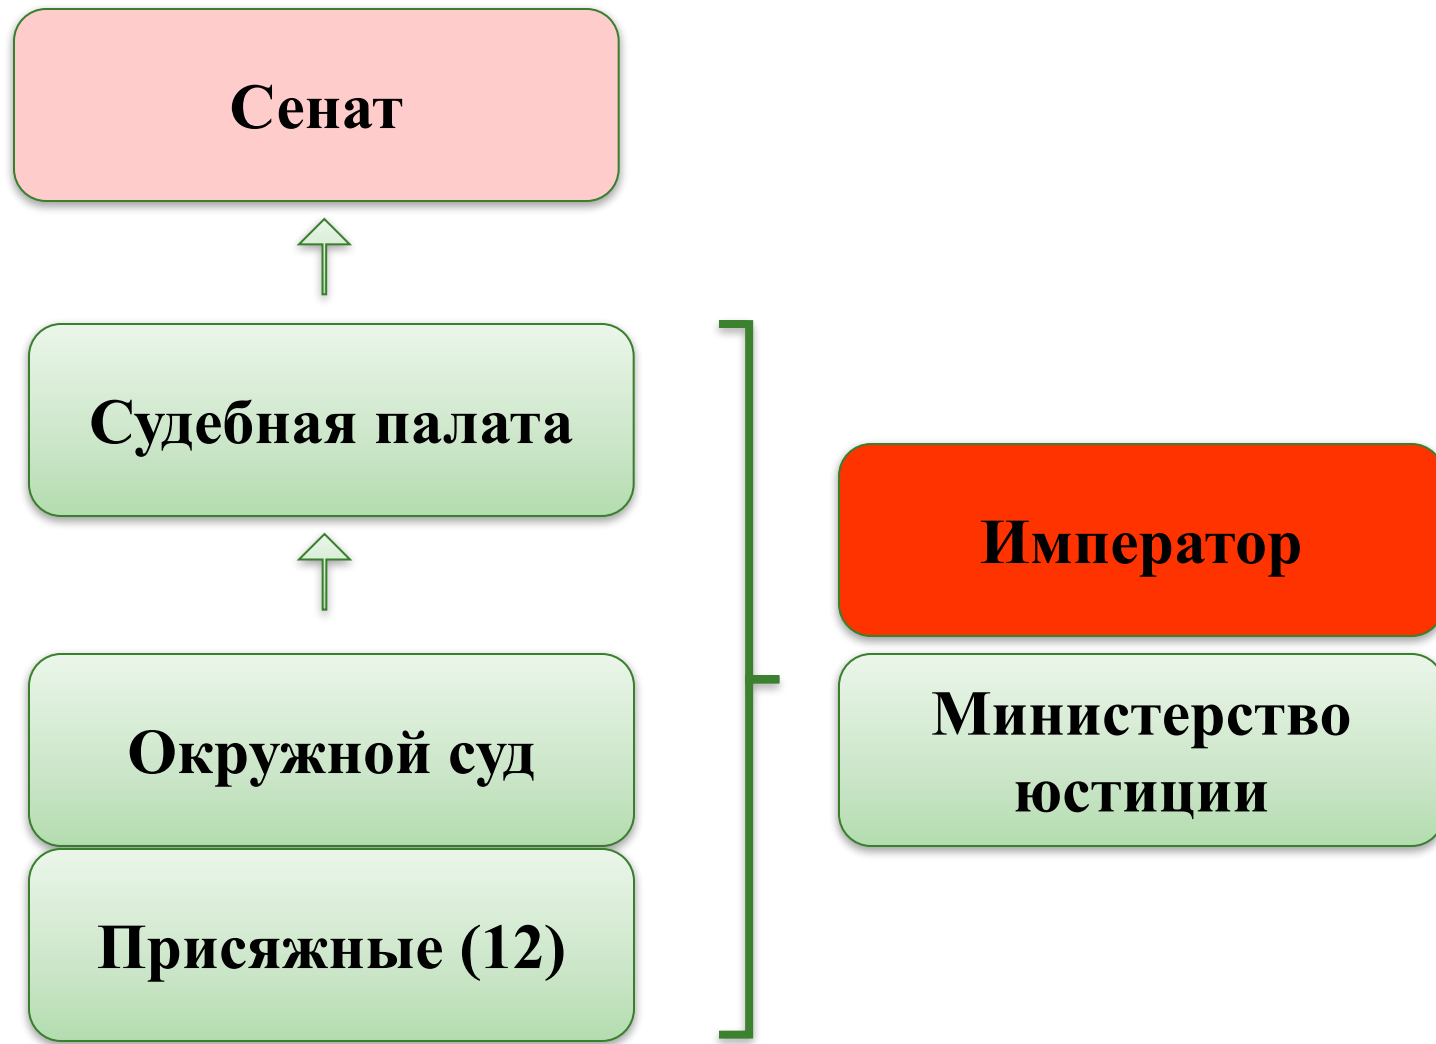 Сенат
Судебная палата
Окружной суд
Присяжные (12)
Император
Министерство
юстиции